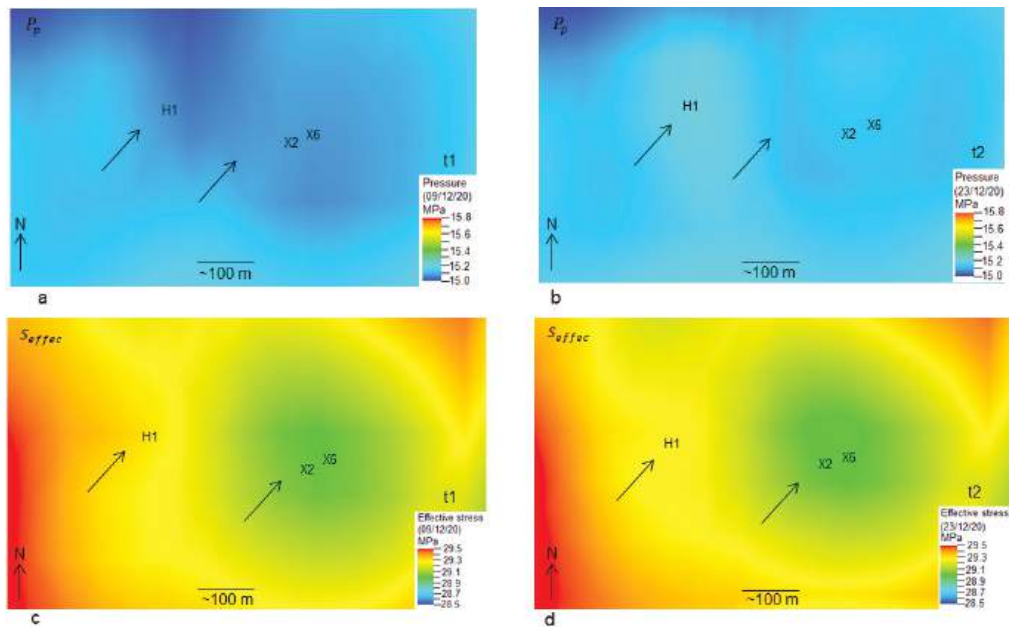 P_p
H1
X2 X6
t1
Pressure
(09/12/20)
MPa
15.8
15.6
15.4
15.2
15.0
N
~100 m
a
P_p
H1
X2 X6
t2
Pressure
(23/12/20)
MPa
15.8
15.6
15.4
15.2
15.0
N
~100 m
b
S_effec
H1
X2 X6
t1
Effective stress
(09/12/20)
MPa
29.5
29.3
29.1
28.9
28.7
28.5
N
~100 m
c
S_effec
H1
X2 X6
t2
Effective stress
(23/12/20)
MPa
29.5
29.3
29.1
28.9
28.7
28.5
N
~100 m
d